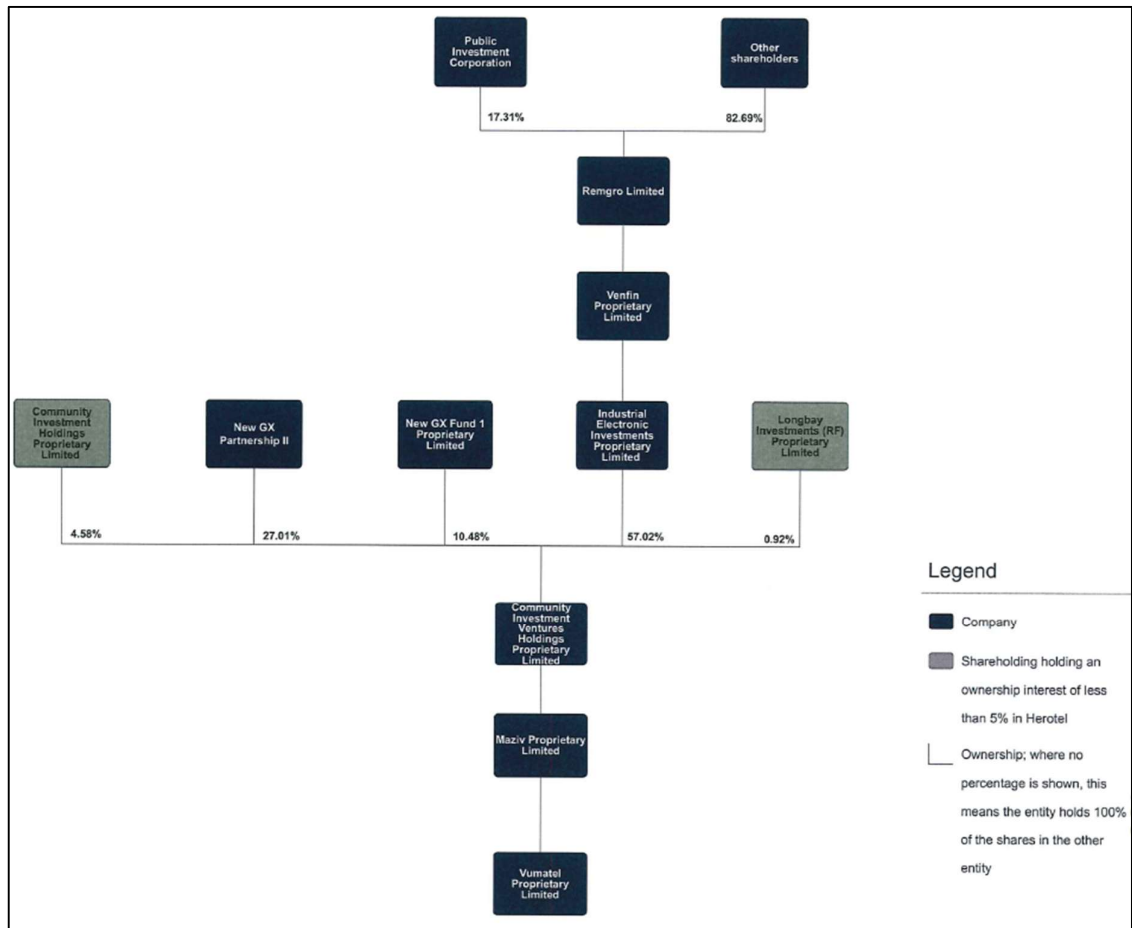 Public
Investment
Corporation
Other
shareholders
17.31%
82.69%
Remgro Limited
Venfin
Proprietary
Limited
Community
Investment
Holdings
Proprietary
Limited
New GX
Partnership II
New GX Fund 1
Proprietary
Limited
Industrial
Electronic
Investments
Proprietary
Limited
Longbay
Investments (RF)
Proprietary
Limited
4.58%
27.01%
10.48%
57.02%
0.92%
Community
Investment
Ventures
Holdings
Proprietary
Limited
Maziv Proprietary
Limited
Vumatel
Proprietary
Limited
Legend
Company
Shareholding holding an
ownership interest of less
than 5% in Herotel
Ownership; where no
percentage is shown, this
means the entity holds 100%
of the shares in the other
entity